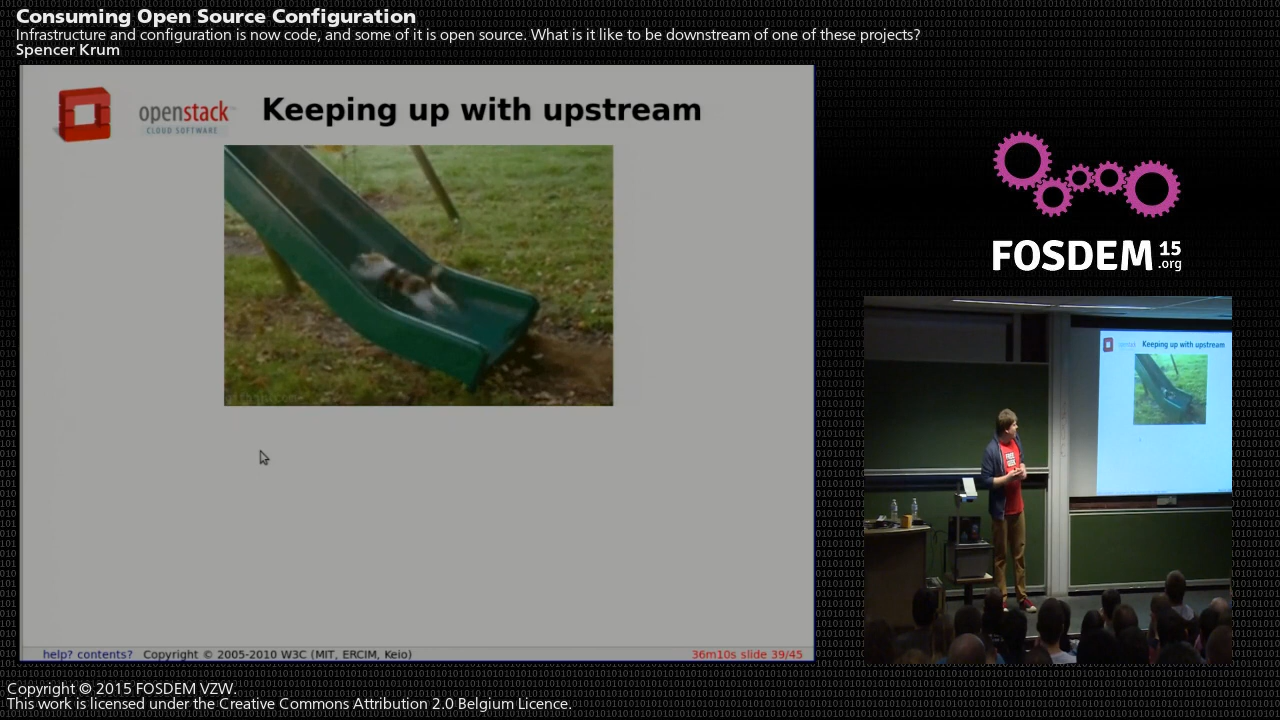 Consuming Open Source Configuration
Infrastructure and configuration is now code, and some of it is open source. What is it like to be downstream of one of these projects?
Spencer Krum
openstack
CLOUD SOFTWARE
Keeping up with upstream
help? contents? Copyright © 2005-2010 W3C (MIT, ERCIM, Keio)
36m10s slide 39/45
FOSDEM 15
.org
Keeping up with upstream
Copyright © 2015 FOSDEM VZW.
This work is licensed under the Creative Commons Attribution 2.0 Belgium Licence.